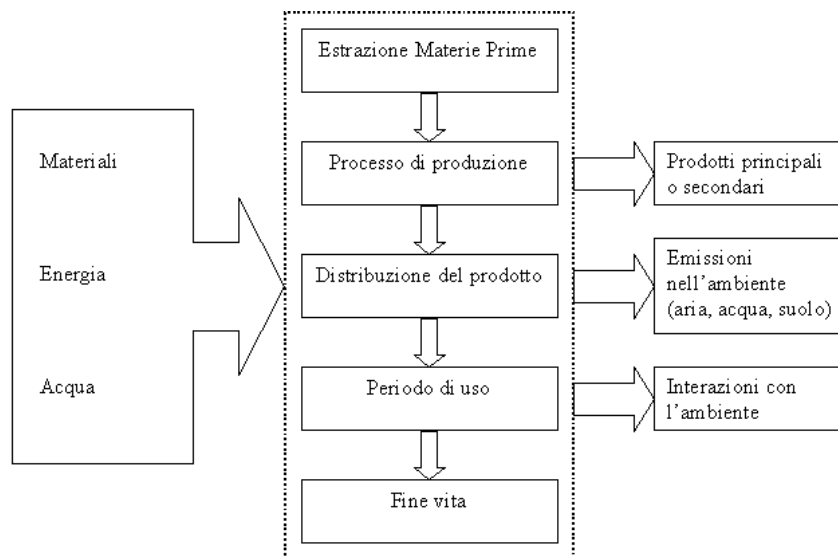 Materiali
Energia
Acqua
Estrazione Materie Prime
Processo di produzione
Distribuzione del prodotto
Periodo di uso
Fine vita
Prodotti principali
o secondari
Emissioni
nell’ambiente
(aria, acqua, suolo)
Interazioni con
l’ambiente